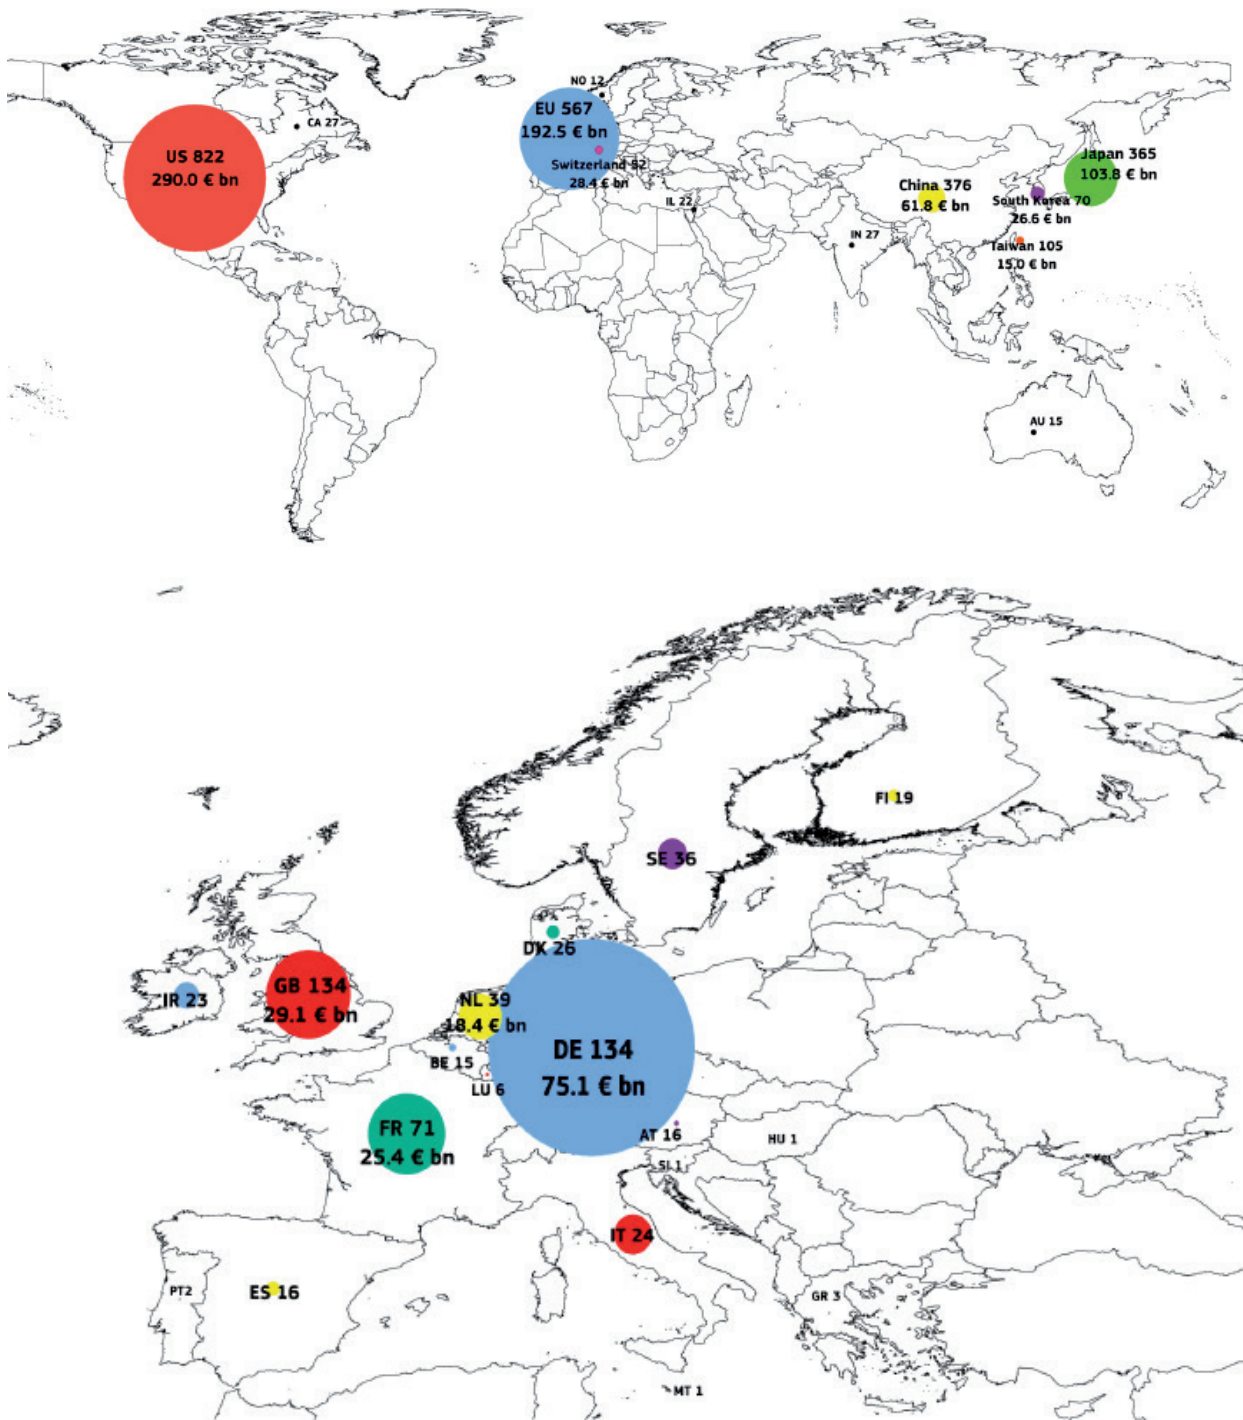 NO 12
EU 567
192.5 € bn
CA 27
US 822
290.0 € bn
Switzerland 52
28.4 € bn
IL 22
IN 27
China 376
61.8 € bn
Japan 365
103.8 € bn
South Korea 70
26.6 € bn
Taiwan 105
15.0 € bn
AU 15
FI 19
SE 36
DK 26
IR 23
GB 134
29.1 € bn
NL 39
18.4 € bn
BE 15
LU 6
DE 134
75.1 € bn
FR 71
25.4 € bn
AT 16
HU 1
SI 1
IT 24
PT2
ES 16
GR 3
MT 1